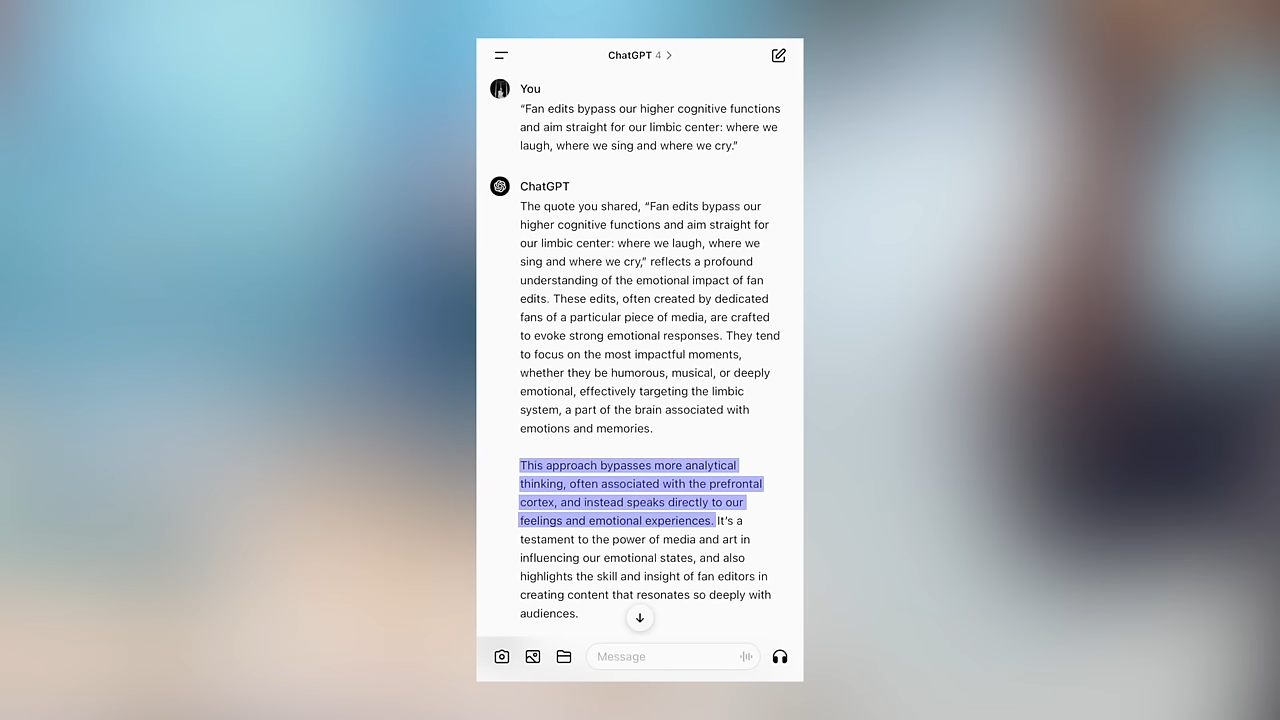 ChatGPT 4 >
You
“Fan edits bypass our higher cognitive functions
and aim straight for our limbic center: where we
laugh, where we sing and where we cry.”
ChatGPT
The quote you shared, “Fan edits bypass our
higher cognitive functions and aim straight for
our limbic center: where we laugh, where we
sing and where we cry,” reflects a profound
understanding of the emotional impact of fan
edits. These edits, often created by dedicated
fans of a particular piece of media, are crafted
to evoke strong emotional responses. They tend
to focus on the most impactful moments,
whether they be humorous, musical, or deeply
emotional, effectively targeting the limbic
system, a part of the brain associated with
emotions and memories.
This approach bypasses more analytical
thinking, often associated with the prefrontal
cortex, and instead speaks directly to our
feelings and emotional experiences. It’s a
testament to the power of media and art in
influencing our emotional states, and also
highlights the skill and insight of fan editors in
creating content that resonates so deeply with
audiences.
Message